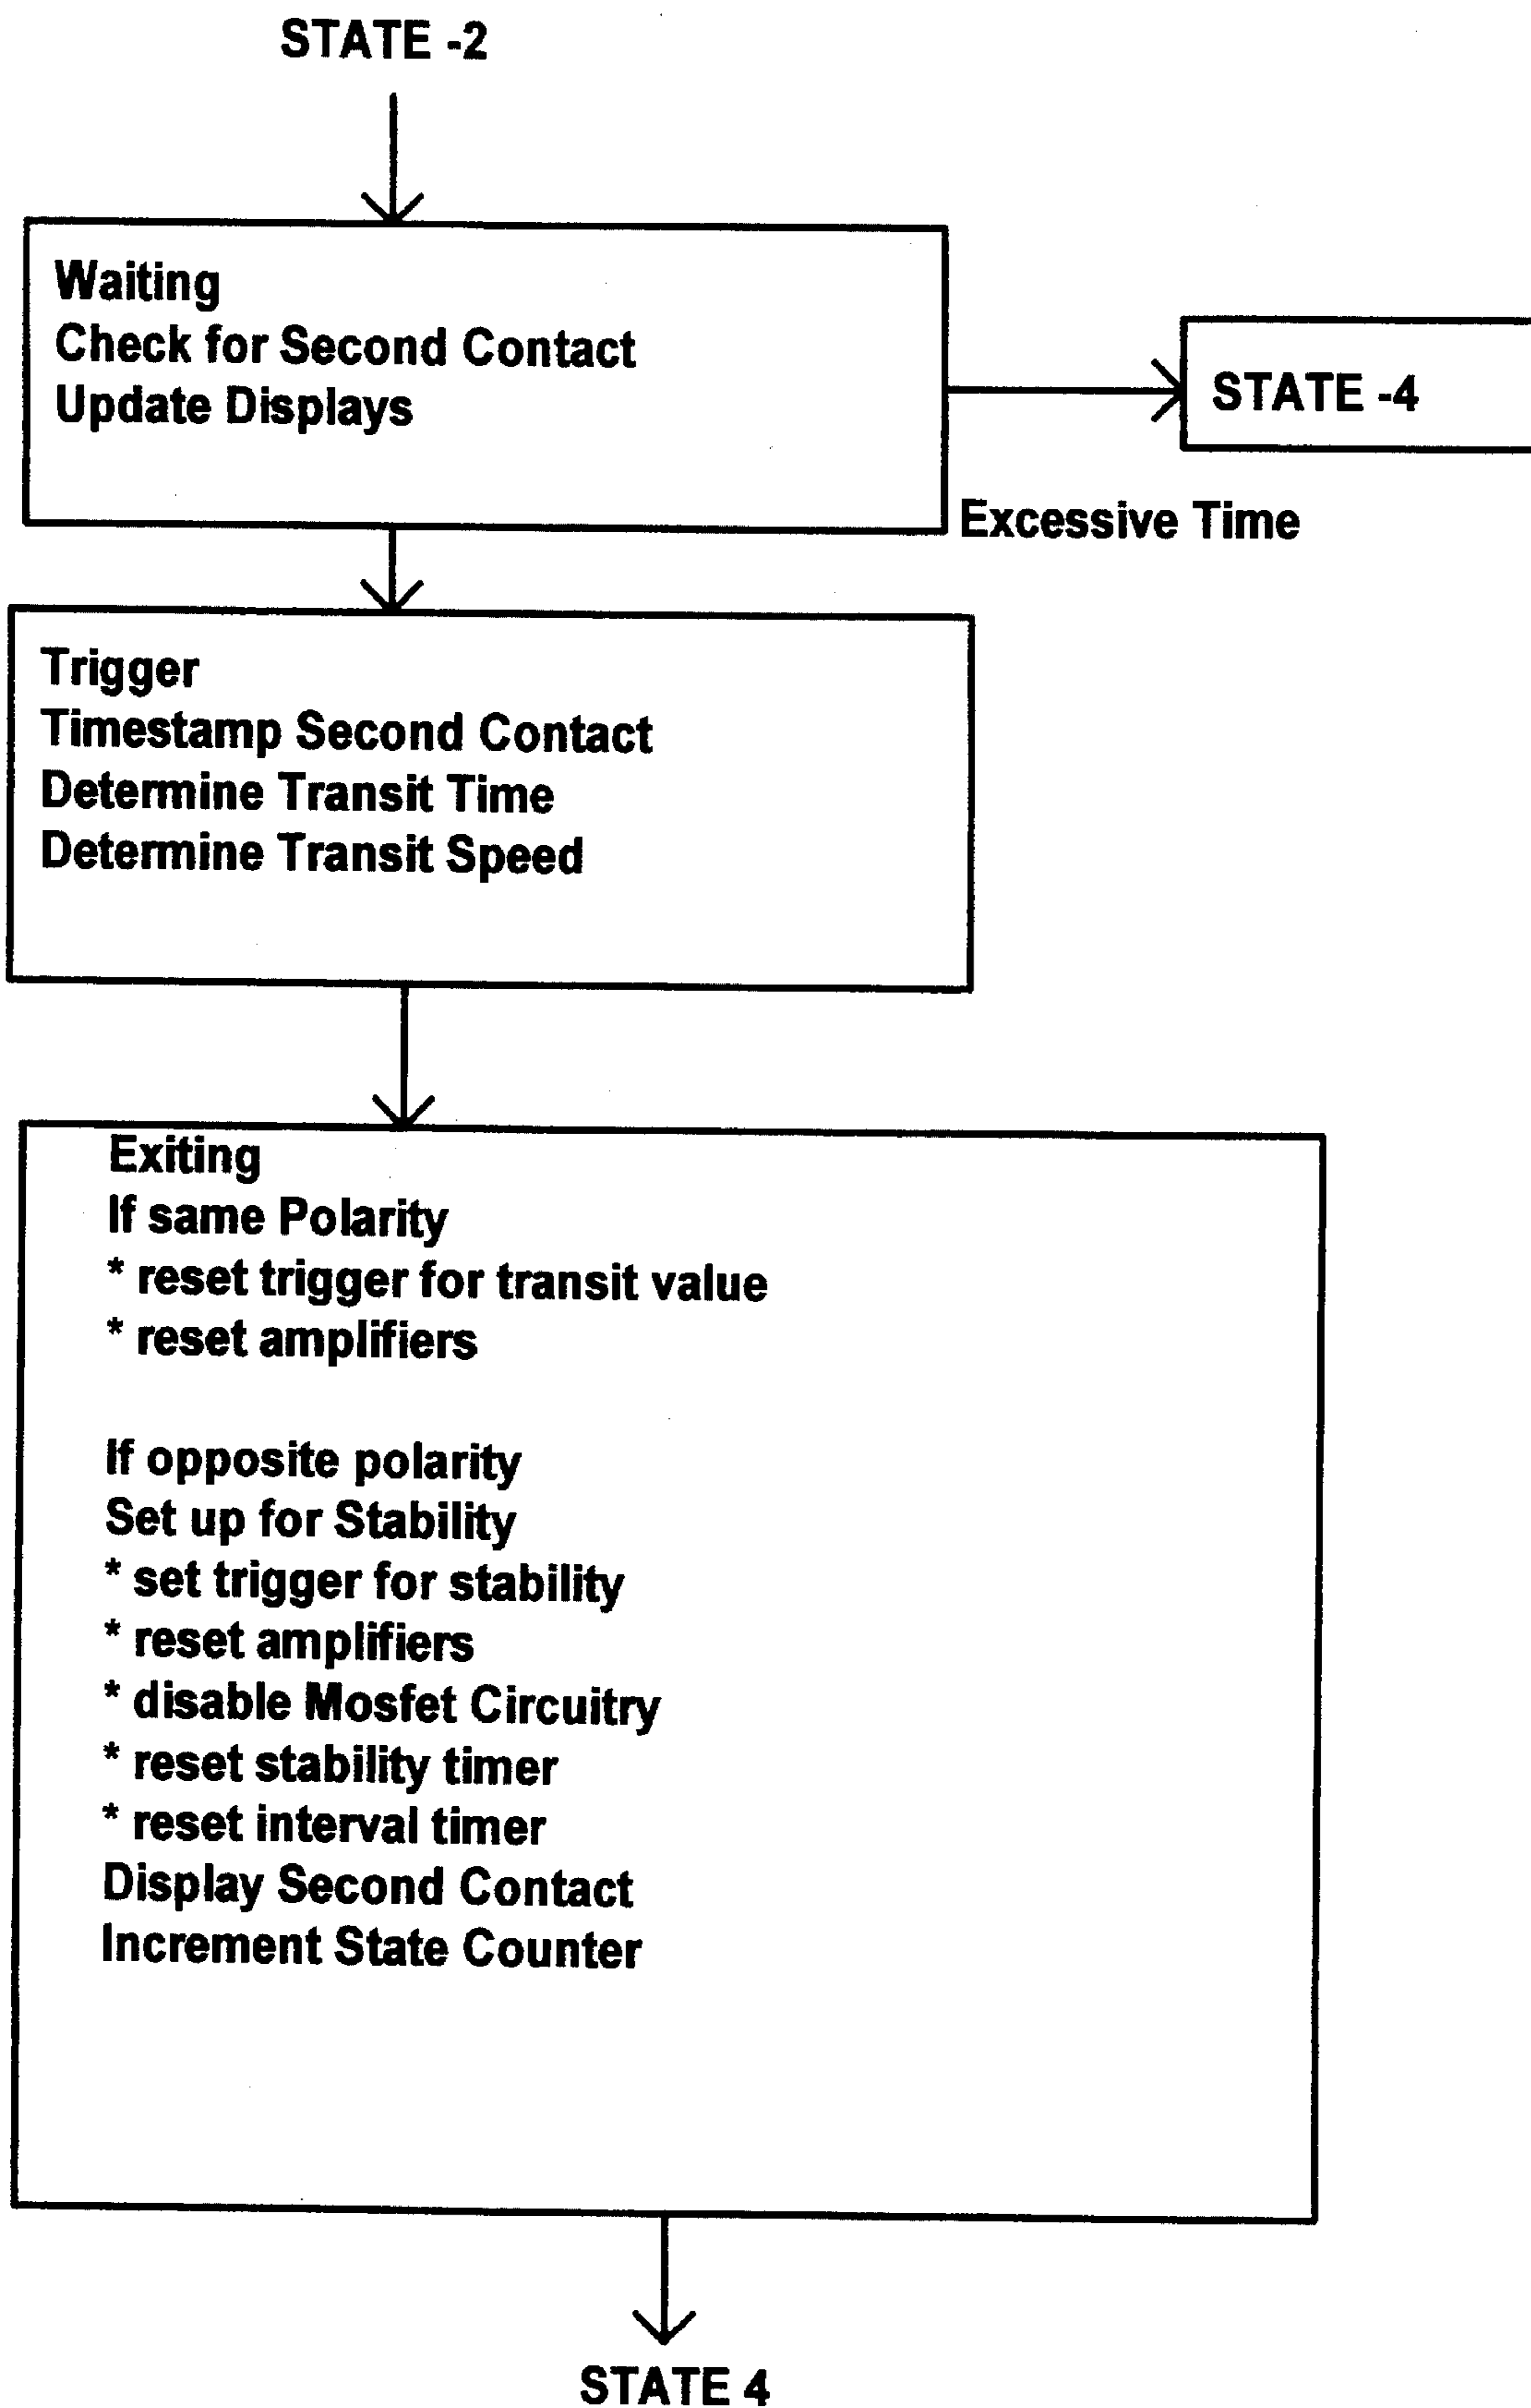 STATE -2
Waiting
Check for Second Contact
Update Displays
STATE -4
Excessive Time
Trigger
Timestamp Second Contact
Determine Transit Time
Determine Transit Speed
Exiting
If same Polarity
* reset trigger for transit value
* reset amplifiers
If opposite polarity
Set up for Stability
* set trigger for stability
* reset amplifiers
* disable Mosfet Circuitry
* reset stability timer
* reset interval timer
Display Second Contact
Increment State Counter
STATE 4